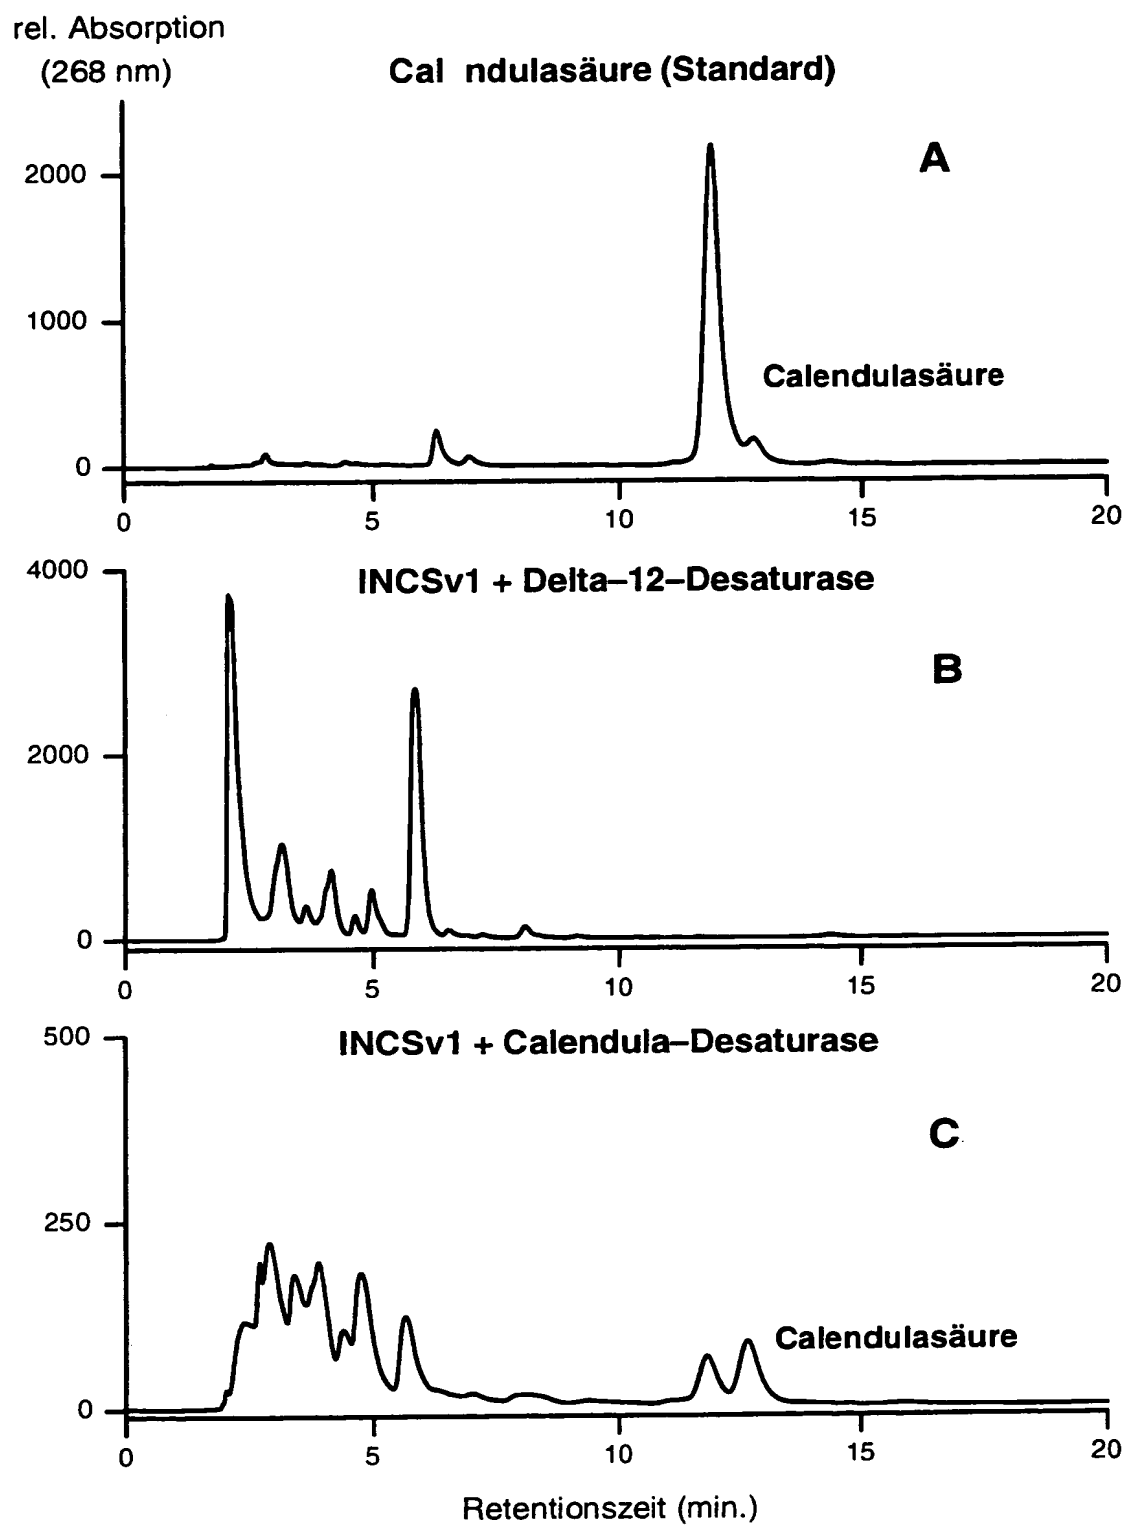 rel. Absorption
(268 nm)
Cal ndulasäure (Standard)
A
2000
1000
0
Calendulasäure
0 5 10 15 20
INCSv1 + Delta–12–Desaturase
B
4000
2000
0
0 5 10 15 20
INCSv1 + Calendula–Desaturase
C
500
250
0
Calendulasäure
0 5 10 15 20
Retentionszeit (min.)